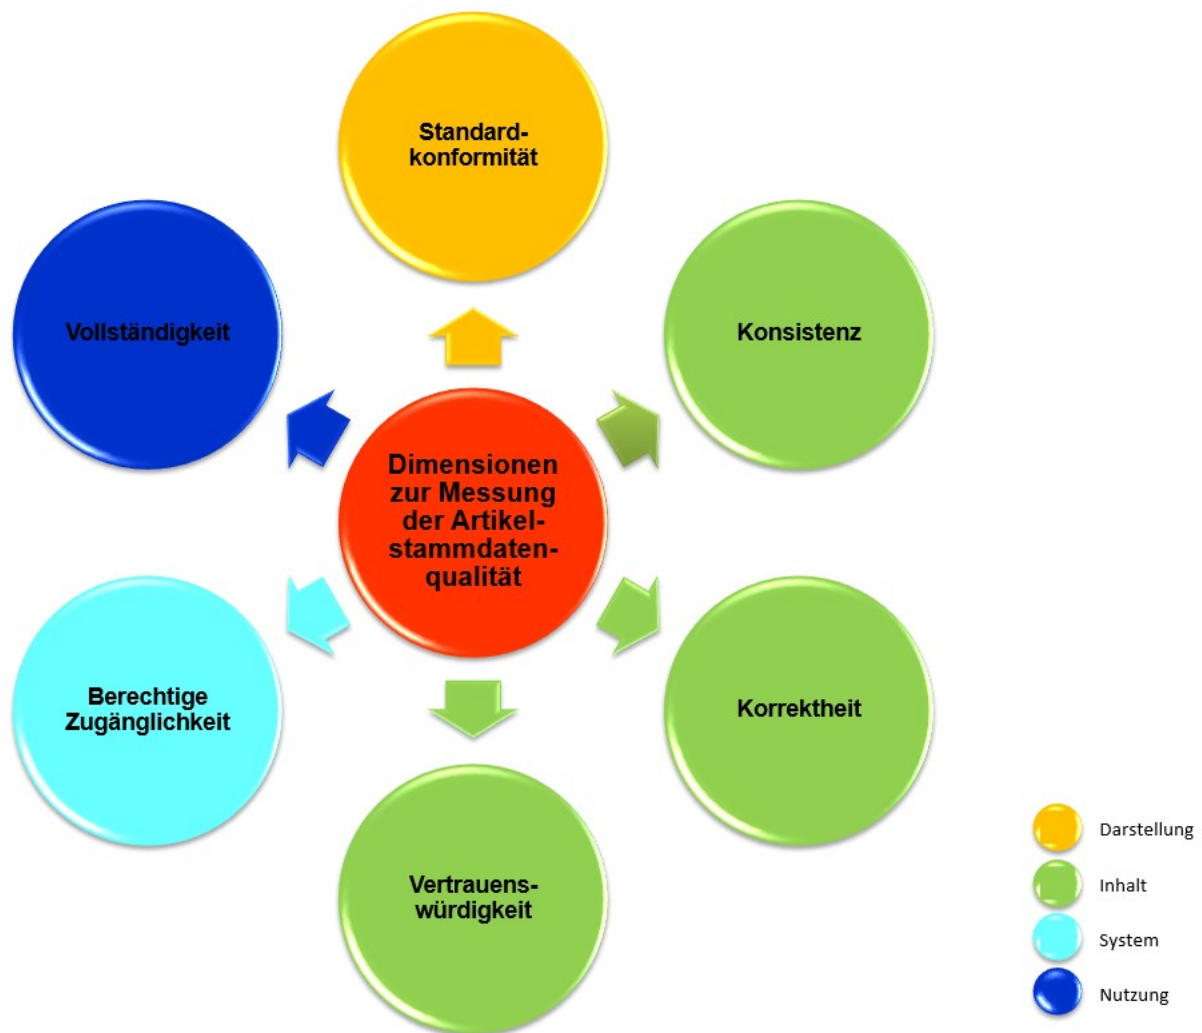 Standard-
konformität
Vollständigkeit
Konsistenz
Dimensionen
zur Messung
der Artikel-
stammdaten-
qualität
Berechtige
Zugänglichkeit
Korrektheit
Vertrauens-
würdigkeit
Darstellung
Inhalt
System
Nutzung